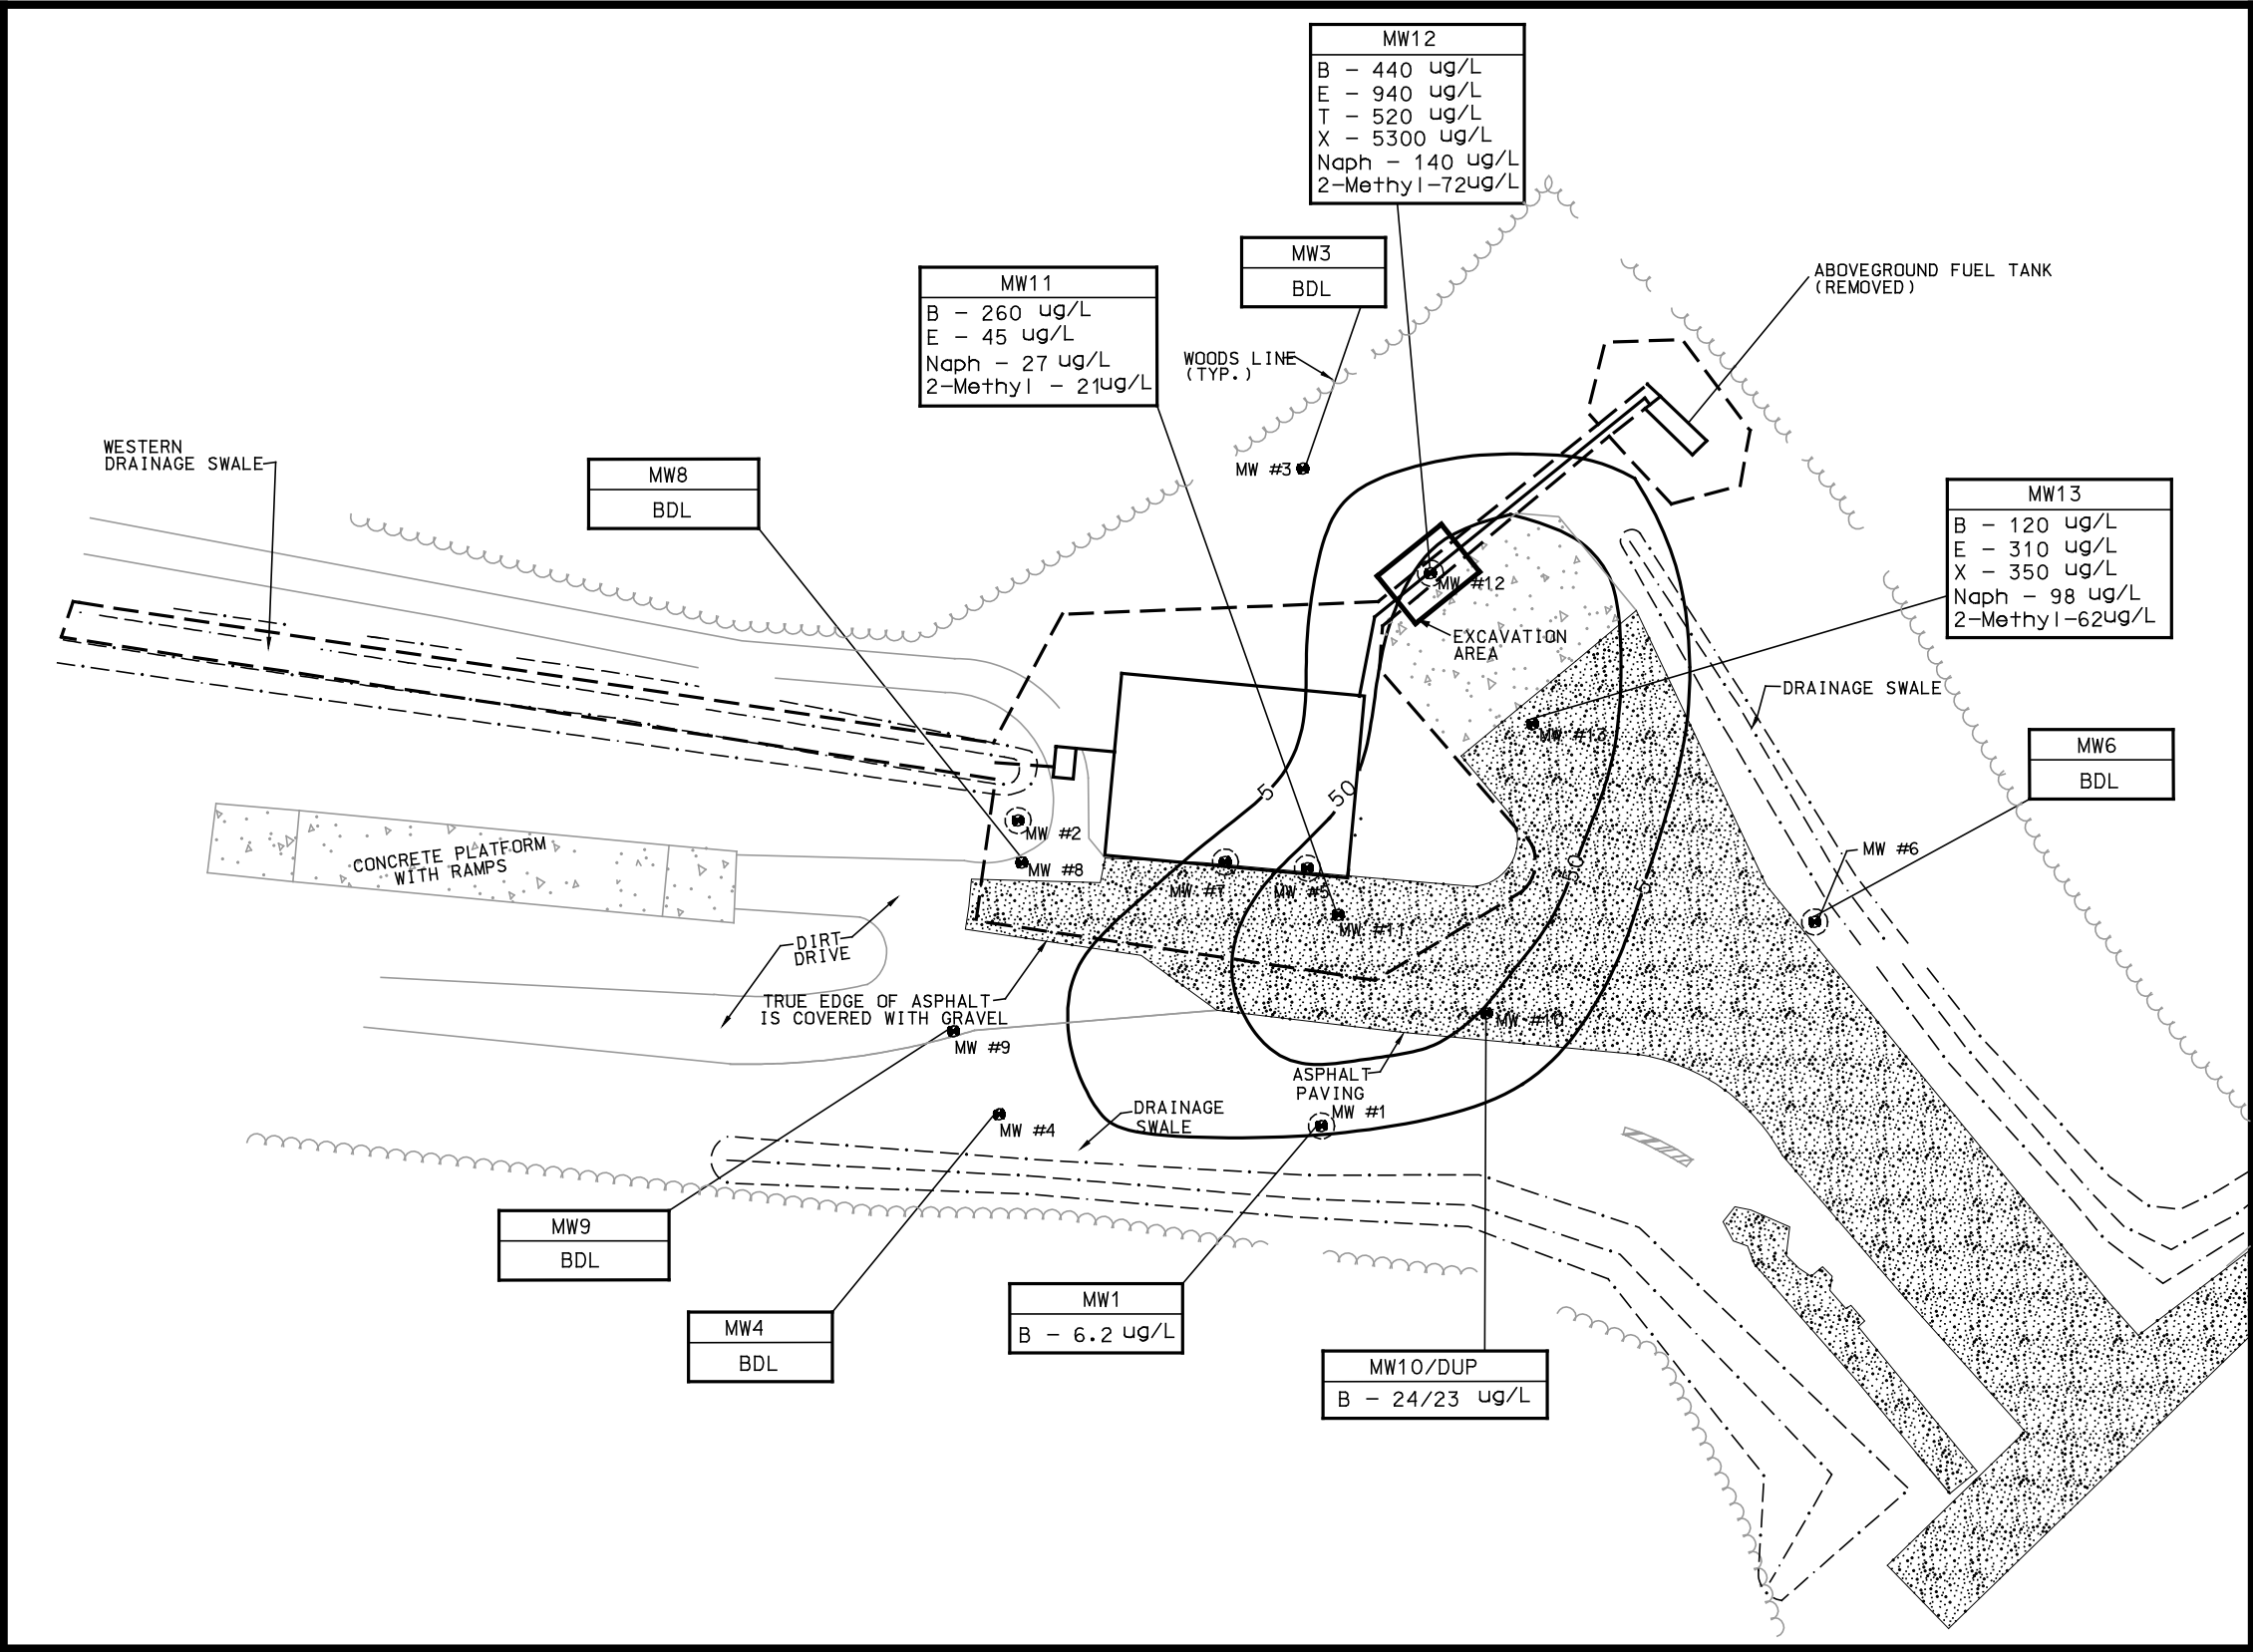 MW12
B - 440 ug/L
E - 940 ug/L
T - 520 ug/L
X - 5300 ug/L
Naph - 140 ug/L
2-Methyl-72ug/L
MW3
BDL
MW11
B - 260 ug/L
E - 45 ug/L
Naph - 27 ug/L
2-Methyl - 21ug/L
ABOVEGROUND FUEL TANK
(REMOVED)
WOODS LINE
(TYP.)
WESTERN
DRAINAGE SWALE
MW8
BDL
MW #3
MW13
B - 120 ug/L
E - 310 ug/L
X - 350 ug/L
Naph - 98 ug/L
2-Methyl-62ug/L
MW #12
EXCAVATION
AREA
DRAINAGE SWALE
MW #13
MW6
BDL
5
50
MW #2
MW #8
MW #6
CONCRETE PLATFORM
WITH RAMPS
MW #7
MW #5
50
5
MW #11
DIRT
DRIVE
TRUE EDGE OF ASPHALT
IS COVERED WITH GRAVEL
MW #9
MW #10
ASPHALT
PAVING
MW #1
DRAINAGE
SWALE
MW #4
MW9
BDL
MW4
BDL
MW1
B - 6.2 ug/L
MW10/DUP
B - 24/23 ug/L